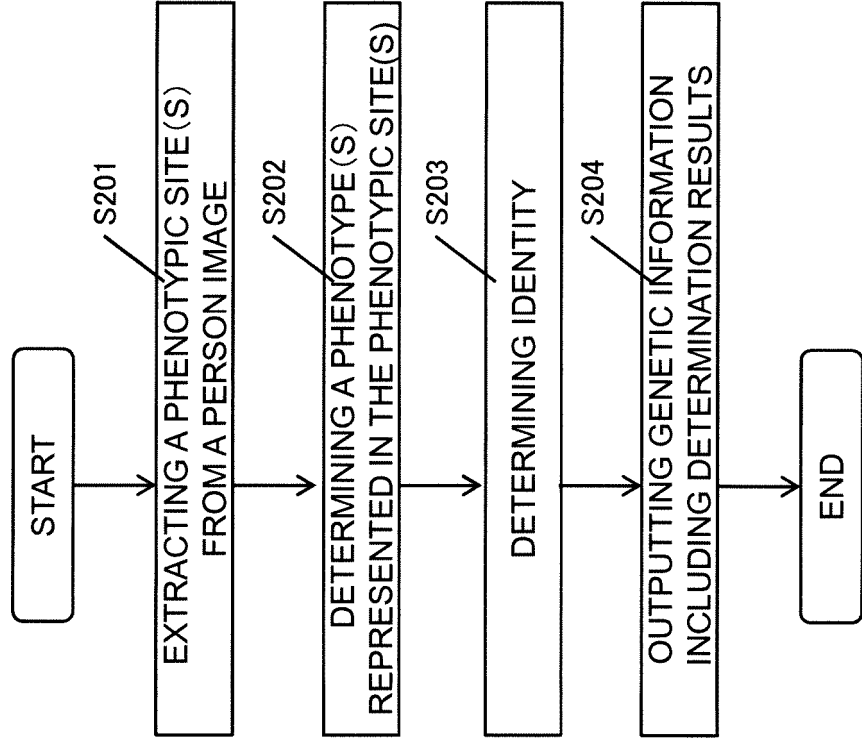 START
S201
EXTRACTING A PHENOTYPIC SITE(S)
FROM A PERSON IMAGE
S202
DETERMINING A PHENOTYPE(S)
REPRESENTED IN THE PHENOTYPIC SITE(S)
S203
DETERMINING IDENTITY
S204
OUTPUTTING GENETIC INFORMATION
INCLUDING DETERMINATION RESULTS
END